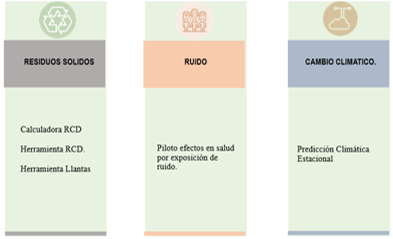 RESIDUOS SOLIDOS
Calculadora RCD
Herramienta RCD.
Herramienta Llantas
RUIDO
Piloto efectos en salud
por exposición de
ruido.
CAMBIO CLIMATICO.
Predicción Climática
Estacional